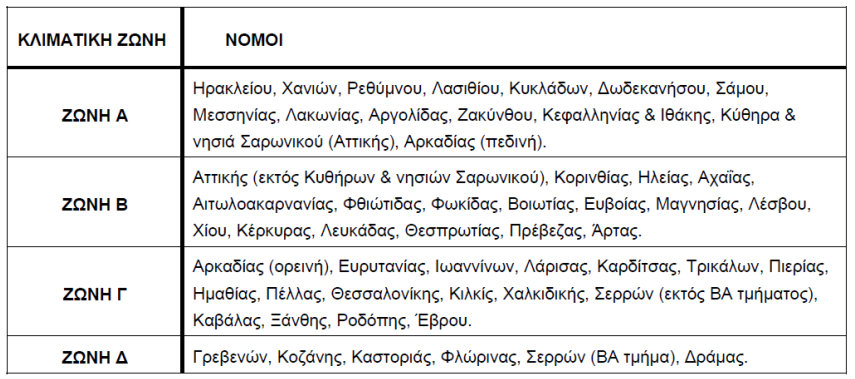 ΚΛΙΜΑΤΙΚΗ ΖΩΝΗ ΝΟΜΟΙ
ΖΩΝΗ Α
Ηρακλείου, Χανιών, Ρεθύμνου, Λασιθίου, Κυκλάδων, Δωδεκανήσου, Σάμου,
Μεσσηνίας, Λακωνίας, Αργολίδας, Ζακύνθου, Κεφαλληνίας & Ιθάκης, Κύθηρα &
νησιά Σαρωνικού (Αττικής), Αρκαδίας (πεδινή).
ΖΩΝΗ Β
Αττικής (εκτός Κυθήρων & νησιών Σαρωνικού), Κορινθίας, Ηλείας, Αχαΐας,
Αιτωλοακαρνανίας, Φθιώτιδας, Φωκίδας, Βοιωτίας, Ευβοίας, Μαγνησίας, Λέσβου,
Χίου, Κέρκυρας, Λευκάδας, Θεσπρωτίας, Πρέβεζας, Άρτας.
ΖΩΝΗ Γ
Αρκαδίας (ορεινή), Ευρυτανίας, Ιωαννίνων, Λάρισας, Καρδίτσας, Τρικάλων, Πιερίας,
Ημαθίας, Πέλλας, Θεσσαλονίκης, Κιλκίς, Χαλκιδικής, Σερρών (εκτός ΒΑ τμήματος),
Καβάλας, Ξάνθης, Ροδόπης, Έβρου.
ΖΩΝΗ Δ
Γρεβενών, Κοζάνης, Καστοριάς, Φλώρινας, Σερρών (ΒΑ τμήμα), Δράμας.